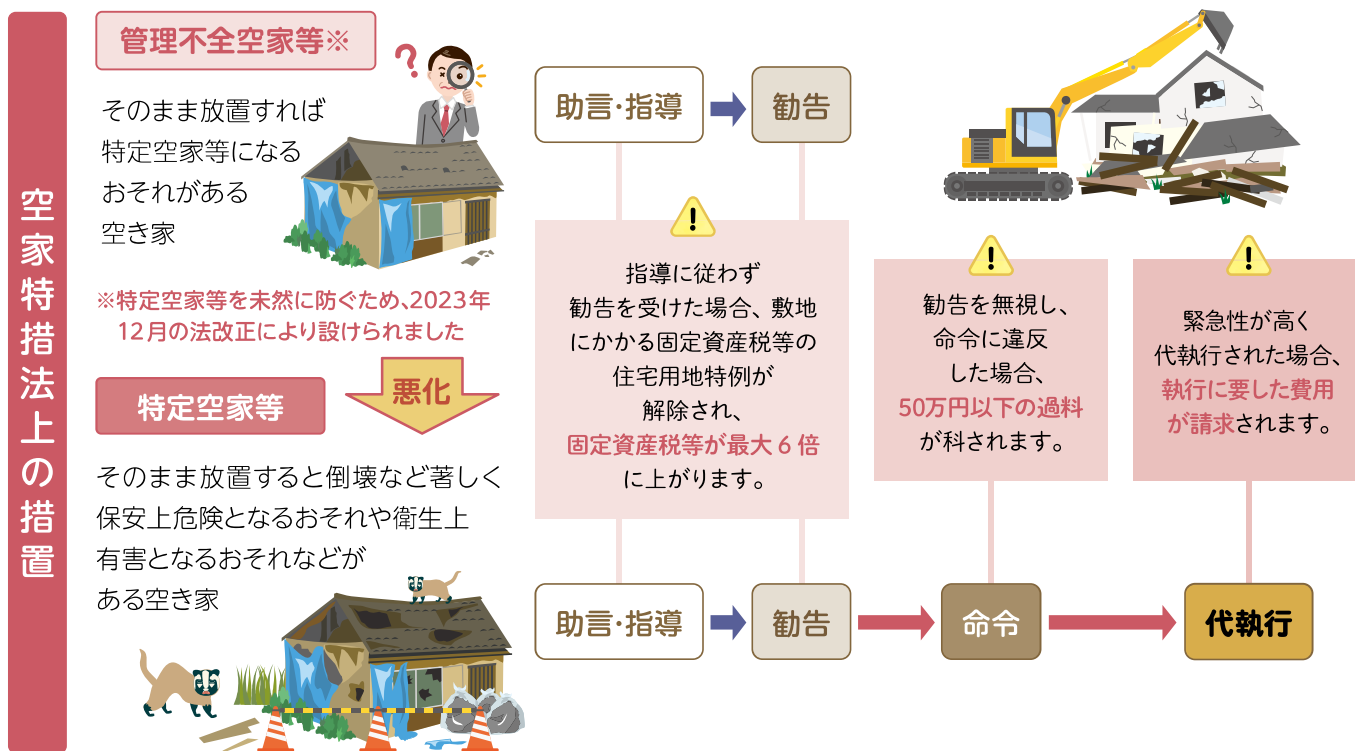 空家特措法上の措置
管理不全空家等※
そのまま放置すれば
特定空家等になる
おそれがある
空き家
※特定空家等を未然に防ぐため、2023年
12月の法改正により設けられました
悪化
特定空家等
そのまま放置すると倒壊など著しく
保安上危険となるおそれや衛生上
有害となるおそれなどが
ある空き家
?
助言・指導
勧告
!
指導に従わず
勧告を受けた場合、敷地
にかかる固定資産税等の
住宅用地特例が
解除され、
固定資産税等が最大6倍
に上がります。
!
勧告を無視し、
命令に違反
した場合、
50万円以下の過料
が科されます。
!
緊急性が高く
代執行された場合、
執行に要した費用
が請求されます。
助言・指導
勧告
命令
代執行